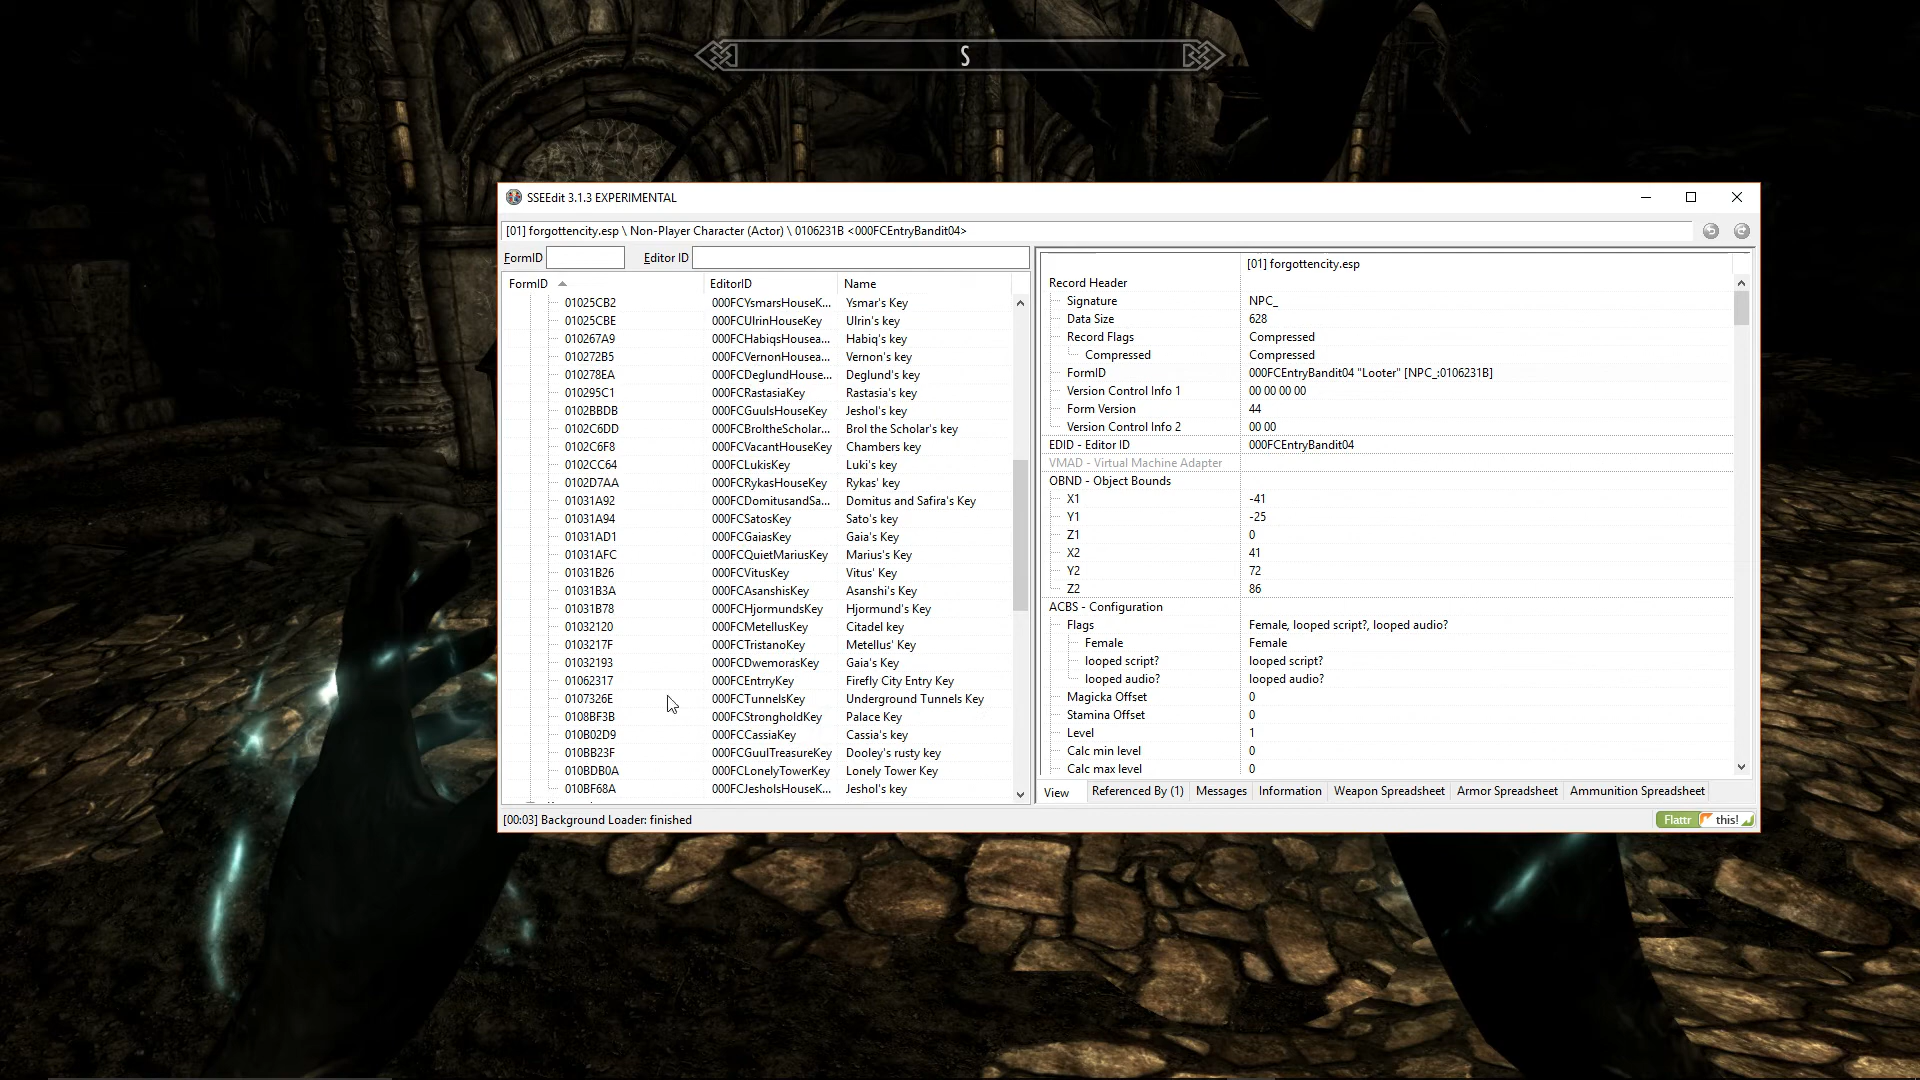 S
SSEEdit 3.1.3 EXPERIMENTAL
[01] forgottencity.esp \ Non-Player Character (Actor) \ 0106231B <000FCEntryBandit04>
FormID Editor ID
FormID EditorID Name
01025CB2 000FCYsmarsHouseK... Ysmar's Key
01025CBE 000FCUlrinHouseKey Ulrin's key
010267A9 000FCHabiqsHousea... Habiq's key
010272B5 000FCVernonHousea... Vernon's key
010278EA 000FCDeglundHouse... Deglund's key
010295C1 000FCRastasiaKey Rastasia's key
0102BBDB 000FCGuulsHouseKey Jeshol's key
0102C6DD 000FCBroltheScholar... Brol the Scholar's key
0102C6F8 000FCVacantHouseKey Chambers key
0102CC64 000FCLukisKey Luki's key
0102D7AA 000FCRykasHouseKey Rykas' key
01031A92 000FCDomitusandSa... Domitus and Safira's Key
01031A94 000FCSatosKey Sato's key
01031AD1 000FCGaiasKey Gaia's Key
01031AFC 000FCQuietMariusKey Marius's Key
01031B26 000FCVitusKey Vitus' Key
01031B3A 000FCAsanshisKey Asanshi's Key
01031B78 000FCHjormundsKey Hjormund's Key
01032120 000FCMetellusKey Citadel key
0103217F 000FCTristanoKey Metellus' Key
01032193 000FCDwemorasKey Gaia's Key
01062317 000FCEntrryKey Firefly City Entry Key
0107326E 000FCTunnelsKey Underground Tunnels Key
0108BF3B 000FCStrongholdKey Palace Key
010B02D9 000FCCassiaKey Cassia's key
010BB23F 000FCGuulTreasureKey Dooley's rusty key
010BDB0A 000FCLonelyTowerKey Lonely Tower Key
010BF68A 000FCJesholsHouseK... Jeshol's key
[01] forgottencity.esp
Record Header
Signature NPC_
Data Size 628
Record Flags Compressed
Compressed Compressed
FormID 000FCEntryBandit04 "Looter" [NPC_:0106231B]
Version Control Info 1 00 00 00 00
Form Version 44
Version Control Info 2 00 00
EDID - Editor ID 000FCEntryBandit04
VMAD - Virtual Machine Adapter
OBND - Object Bounds
X1 -41
Y1 -25
Z1 0
X2 41
Y2 72
Z2 86
ACBS - Configuration
Flags Female, looped script?, looped audio?
Female Female
looped script? looped script?
looped audio? looped audio?
Magicka Offset 0
Stamina Offset 0
Level 1
Calc min level 0
Calc max level 0
View Referenced By (1) Messages Information Weapon Spreadsheet Armor Spreadsheet Ammunition Spreadsheet
[00:03] Background Loader: finished
Flattr this!